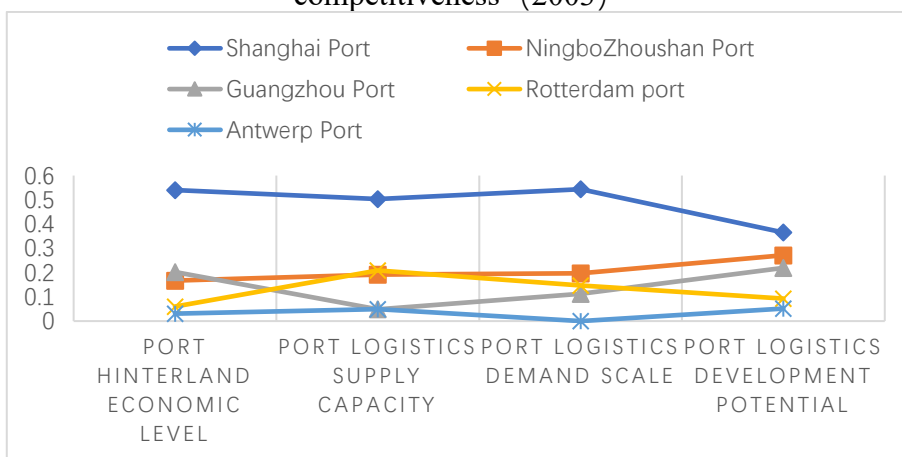 competitiveness (2003)
Shanghai Port
NingboZhoushan Port
Guangzhou Port
Rotterdam port
Antwerp Port
0.6
0.5
0.4
0.3
0.2
0.1
0
PORT
HINTERLAND
ECONOMIC
LEVEL
PORT LOGISTICS
SUPPLY
CAPACITY
PORT LOGISTICS
DEMAND SCALE
PORT LOGISTICS
DEVELOPMENT
POTENTIAL